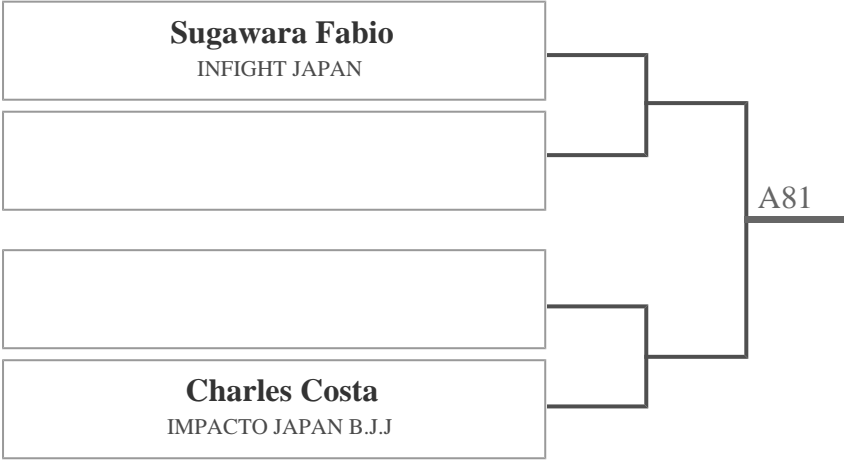 Sugawara Fabio
INFIGHT JAPAN
A81
Charles Costa
IMPACTO JAPAN B.J.J